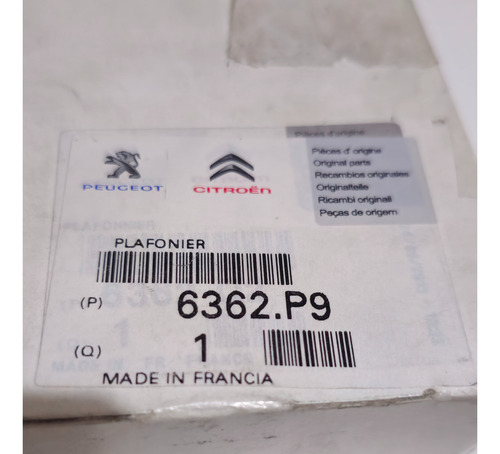 Pièces d'origine
PEUGEOT
CITROËN
Pièces d'origine
Original parts
Recambios originales
Originalteile
Ricambi originali
Peças de origem
PLAFONIER
(P) 6362.P9
(Q) 1
MADE IN FRANCIA